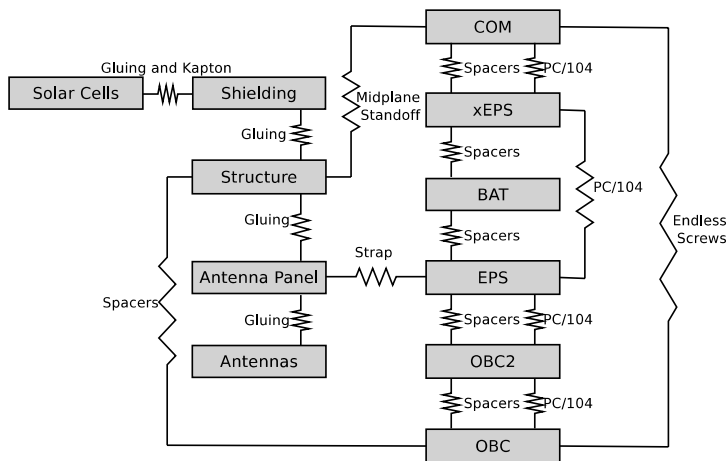 COM
Gluing and Kapton
Spacers
PC/104
Solar Cells
Shielding
Midplane
Standoff
xEPS
Gluing
Spacers
Structure
BAT
PC/104
Gluing
Endless
Screws
Spacers
Strap
Antenna Panel
EPS
Spacers
Gluing
Spacers
PC/104
Antennas
OBC2
Spacers
PC/104
OBC